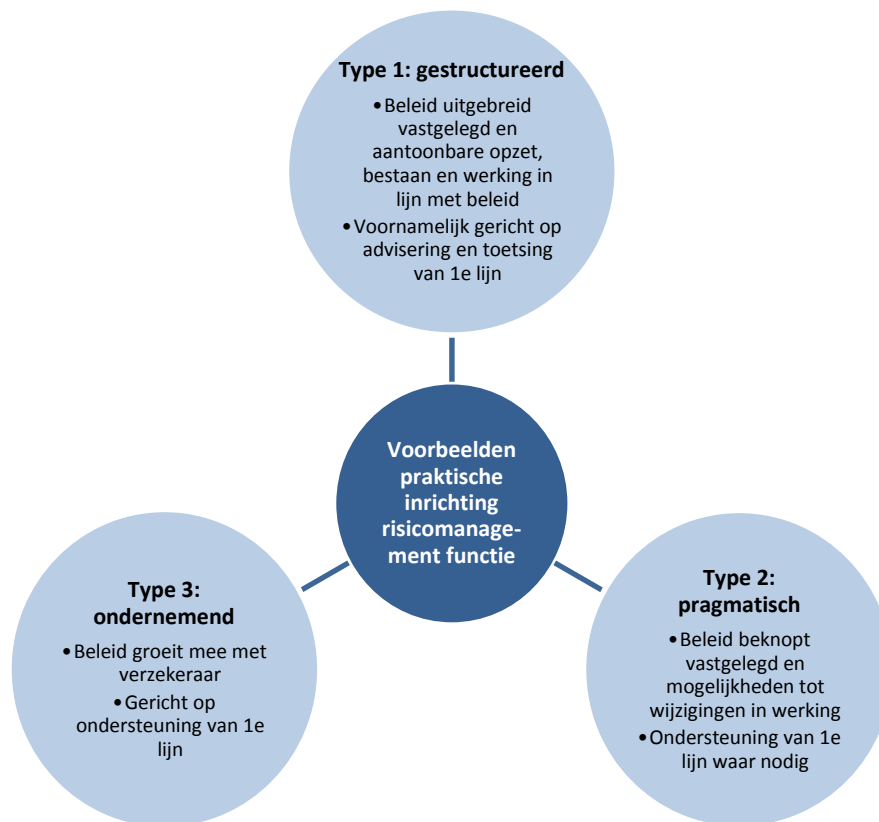 Type 1: gestructureerd
•Beleid uitgebreid
vastgelegd en
aantoonbare opzet,
bestaan en werking in
lijn met beleid
•Voornamelijk gericht op
advisering en toetsing
van 1e lijn
Voorbeelden
praktische
inrichting
risicomanage-
ment functie
Type 2:
pragmatisch
•Beleid beknopt
vastgelegd en
mogelijkheden tot
wijzigingen in werking
•Ondersteuning van 1e
lijn waar nodig
Type 3:
ondernemend
•Beleid groeit mee met
verzekeraar
•Gericht op
ondersteuning van 1e
lijn